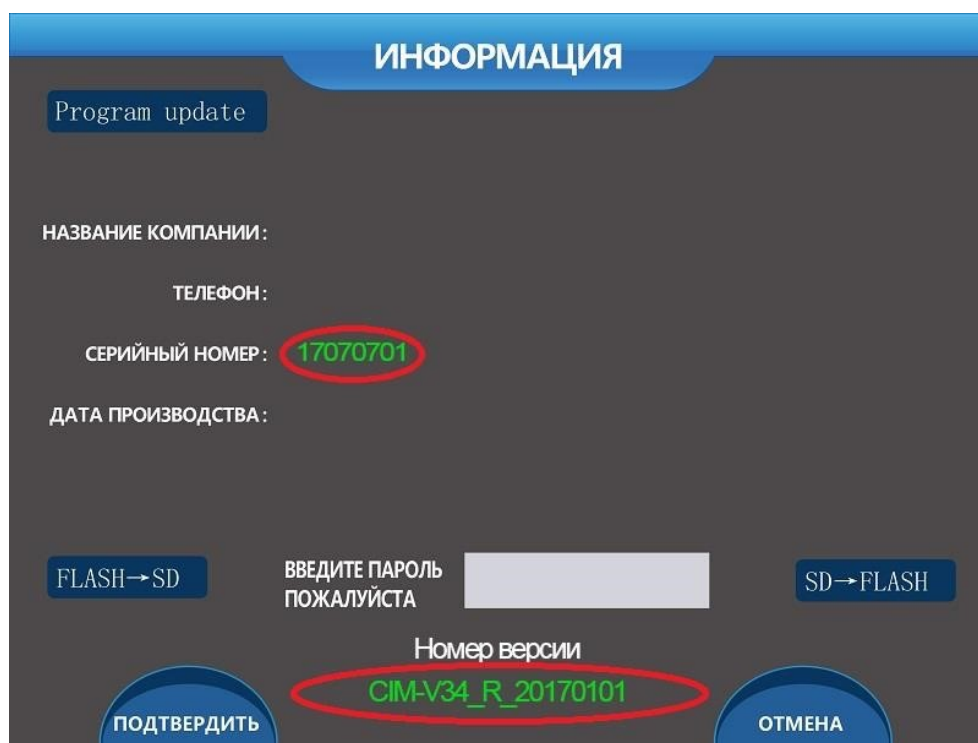 ИНФОРМАЦИЯ
Program update
НАЗВАНИЕ КОМПАНИИ:
ТЕЛЕФОН:
СЕРИЙНЫЙ НОМЕР: 17070701
ДАТА ПРОИЗВОДСТВА:
FLASH→SD
ВВЕДИТЕ ПАРОЛЬ
ПОЖАЛУЙСТА
SD→FLASH
Номер версии
CIM-V34_R_20170101
ПОДТВЕРДИТЬ
ОТМЕНА